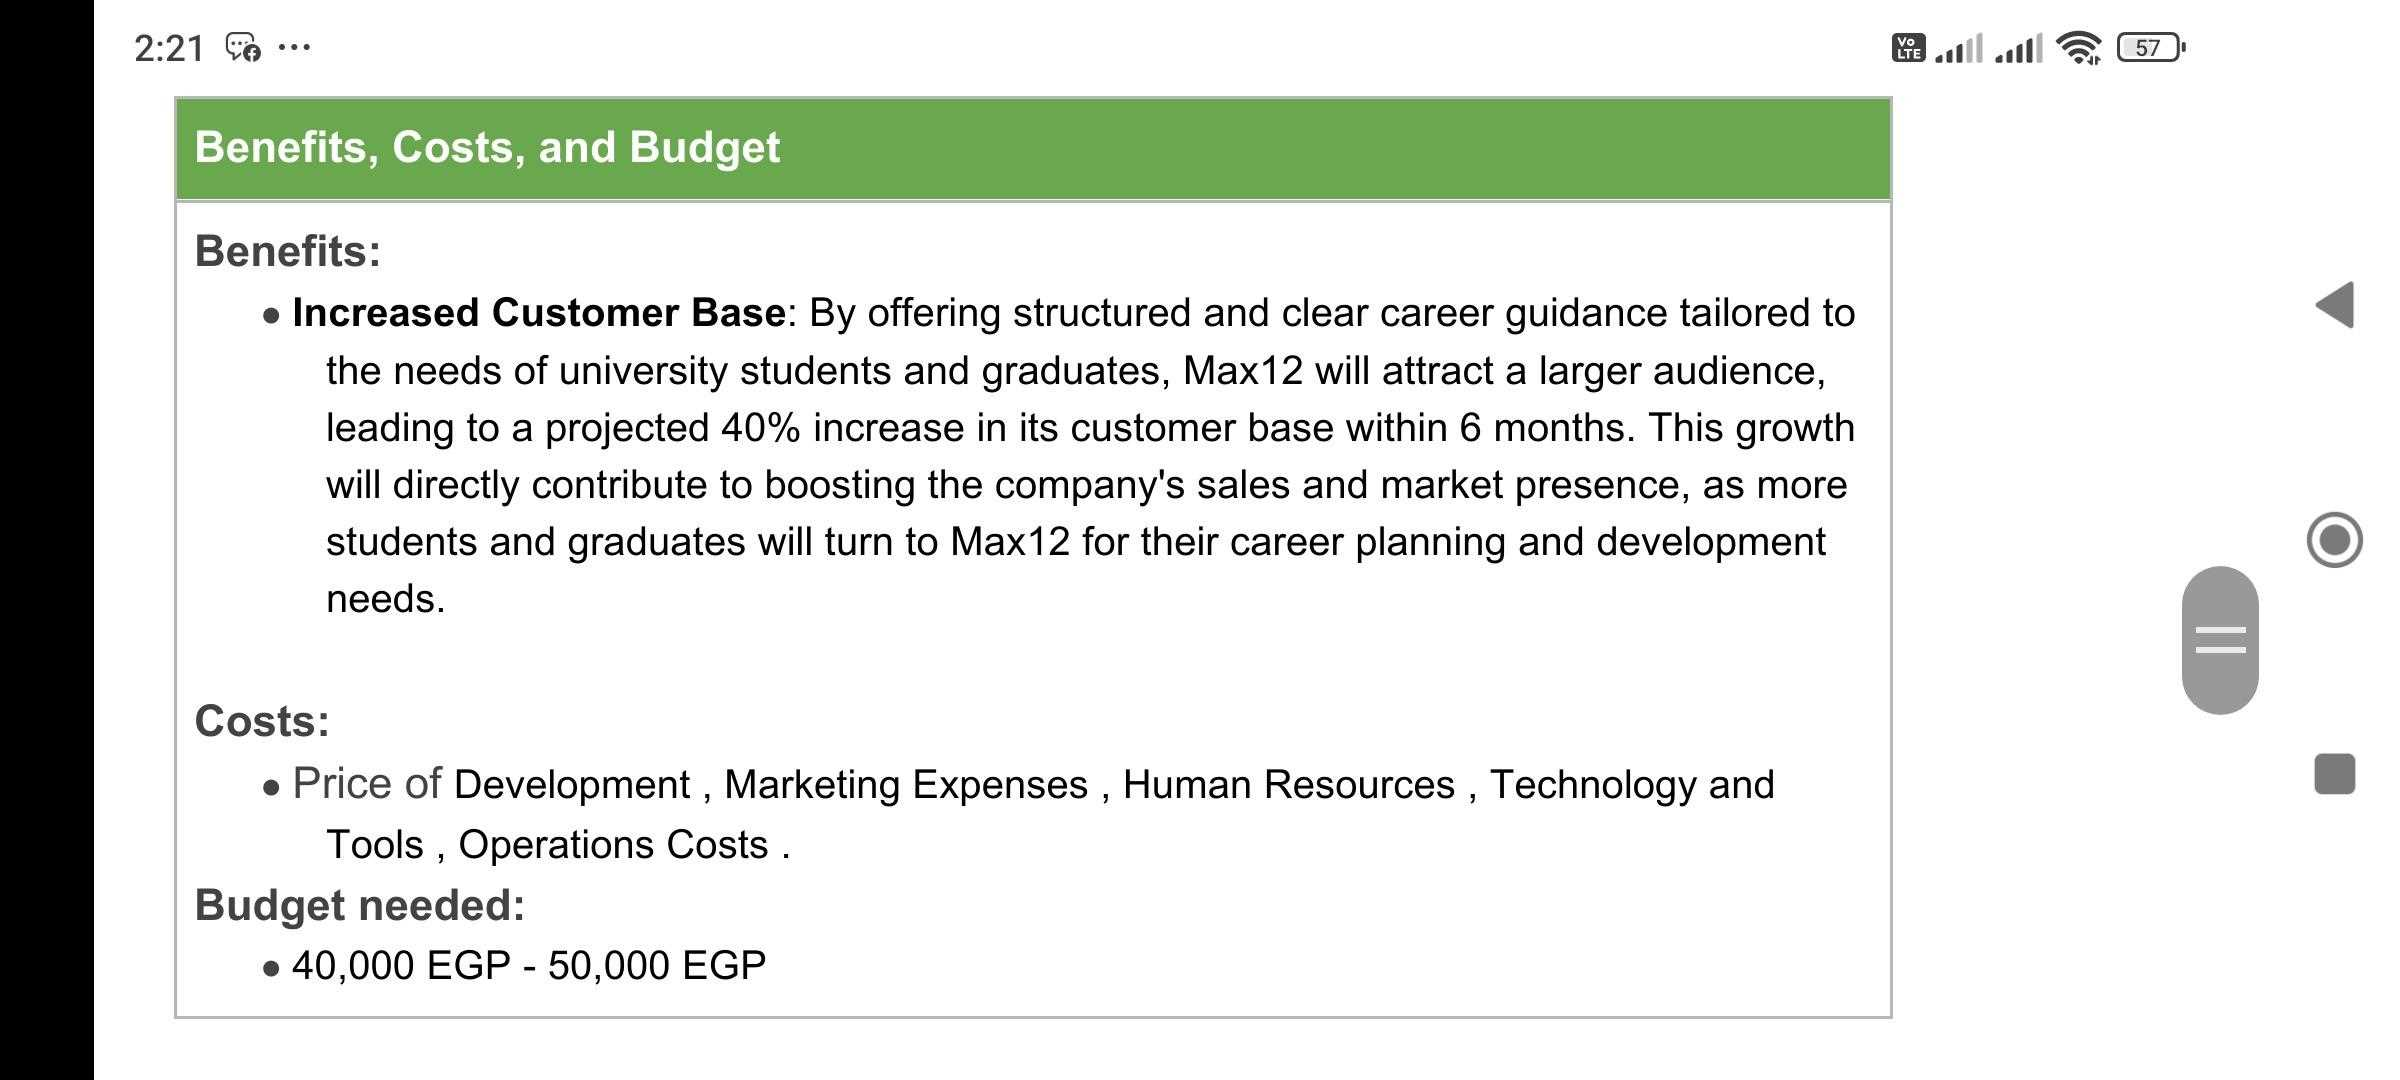 2:21
Vo LTE
57
Benefits, Costs, and Budget
Benefits:
● Increased Customer Base: By offering structured and clear career guidance tailored to
the needs of university students and graduates, Max12 will attract a larger audience,
leading to a projected 40% increase in its customer base within 6 months. This growth
will directly contribute to boosting the company's sales and market presence, as more
students and graduates will turn to Max12 for their career planning and development
needs.
Costs:
● Price of Development , Marketing Expenses , Human Resources , Technology and
Tools , Operations Costs .
Budget needed:
● 40,000 EGP - 50,000 EGP